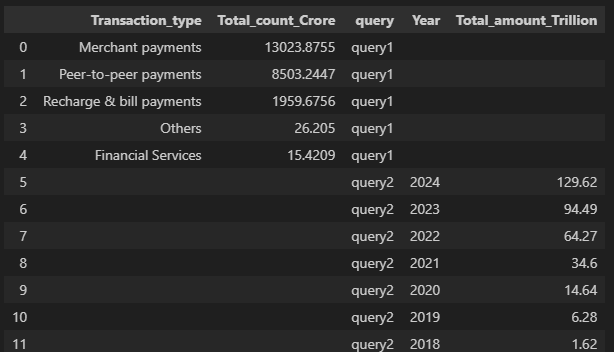 Transaction_type Total_count_Crore query Year Total_amount_Trillion
0 Merchant payments 13023.8755 query1
1 Peer-to-peer payments 8503.2447 query1
2 Recharge & bill payments 1959.6756 query1
3 Others 26.205 query1
4 Financial Services 15.4209 query1
5 query2 2024 129.62
6 query2 2023 94.49
7 query2 2022 64.27
8 query2 2021 34.6
9 query2 2020 14.64
10 query2 2019 6.28
11 query2 2018 1.62